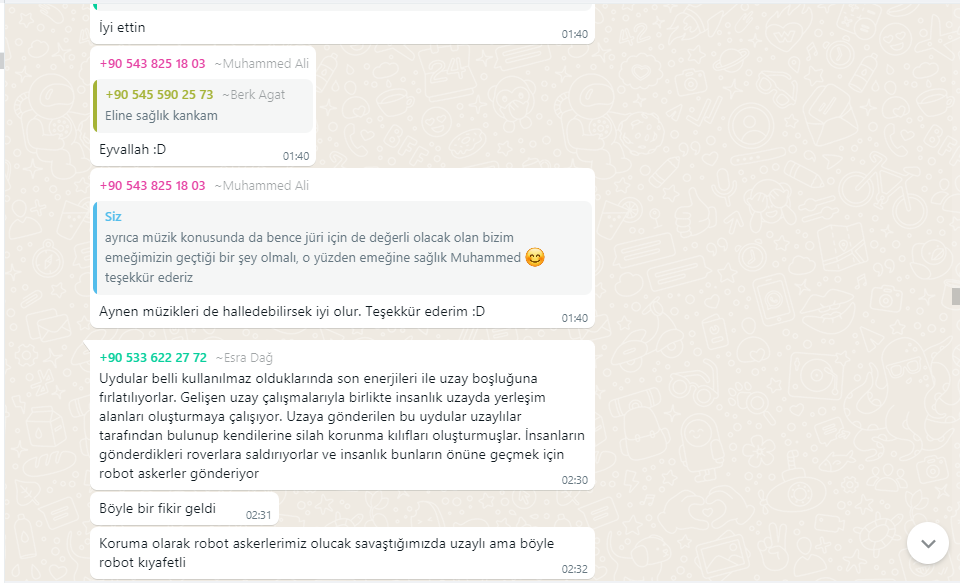 İyi ettin
01:40
+90 543 825 18 03 ~Muhammed Ali
+90 545 590 25 73 ~Berk Agat
Eline sağlık kankam
Eyvallah :D
01:40
+90 543 825 18 03 ~Muhammed Ali
Siz
ayrıca müzik konusunda da bence jüri için de değerli olacak olan bizim
emeğimizin geçtiği bir şey olmalı, o yüzden emeğine sağlık Muhammed 😊
teşekkür ederiz
Aynen müzikleri de halledebilirsek iyi olur. Teşekkür ederim :D
01:40
+90 533 622 27 72 ~Esra Dağ
Uydular belli kullanılmaz olduklarında son enerjileri ile uzay boşluğuna
fırlatılıyorlar. Gelişen uzay çalışmalarıyla birlikte insanlık uzayda yerleşim
alanları oluşturmaya çalışıyor. Uzaya gönderilen bu uydular uzaylılar
tarafından bulunup kendilerine silah korunma kılıfları oluşturmuşlar. İnsanların
gönderdikleri roverlara saldırıyorlar ve insanlık bunların önüne geçmek için
robot askerler gönderiyor
02:30
Böyle bir fikir geldi
02:31
Koruma olarak robot askerlerimiz olucak savaştığımızda uzaylı ama böyle
robot kıyafetli
02:32